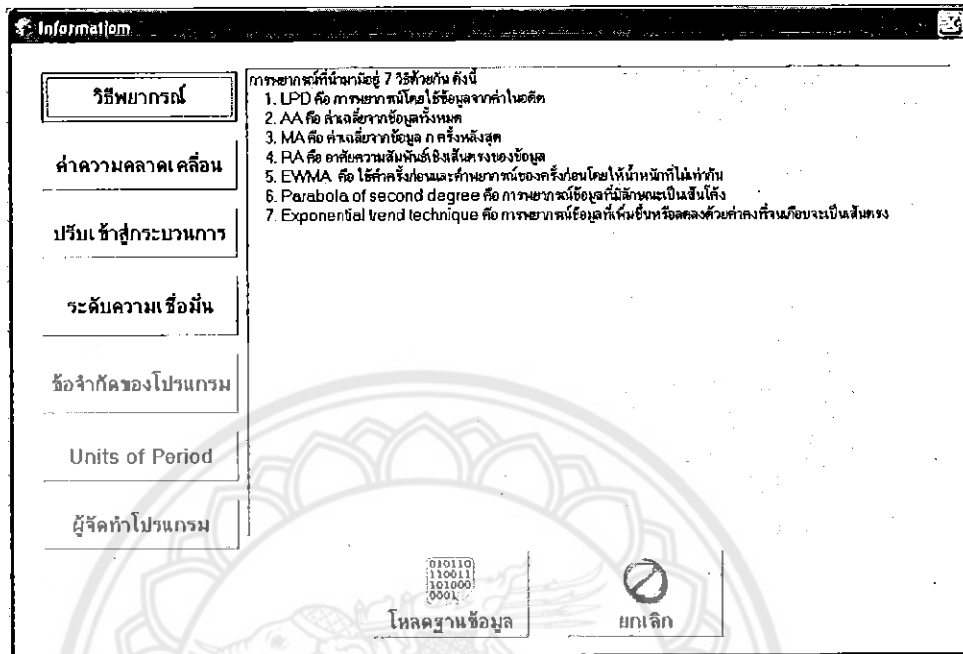 Information
วิธีพยากรณ์
ค่าความคลาดเคลื่อน
ปรับเข้าสู่กระบวนการ
ระดับความเชื่อมั่น
ข้อจำกัดของโปรแกรม
Units of Period
ผู้จัดทำโปรแกรม
การพยากรณ์ที่นำมามีอยู่ 7 วิธีด้วยกัน ดังนี้
1. LPD คือ การพยากรณ์โดยใช้ข้อมูลจากค่าในอดีต
2. AA คือ ค่าเฉลี่ยจากข้อมูลทั้งหมด
3. MA คือ ค่าเฉลี่ยจากข้อมูล ก ครั้งหลังสุด
4. RA คือ อาศัยความสัมพันธ์เชิงเส้นตรงของข้อมูล
5. EWMA คือ ใช้ค่าครั้งก่อนและค่าพยากรณ์ของครั้งก่อนโดยให้น้ำหนักที่ไม่เท่ากัน
6. Parabola of second degree คือ การพยากรณ์ข้อมูลที่มีลักษณะเป็นเส้นโค้ง
7. Exponential trend technique คือ การพยากรณ์ข้อมูลที่เพิ่มขึ้นหรือลดลงด้วยค่าคงที่จนเกือบจะเป็นเส้นตรง
010110
110011
101000
0001
โหลดฐานข้อมูล
ยกเลิก